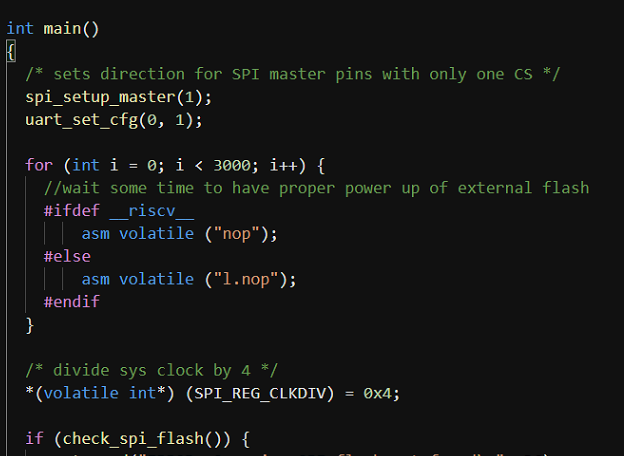 int main()
{
/* sets direction for SPI master pins with only one CS */
spi_setup_master(1);
uart_set_cfg(0, 1);
for (int i = 0; i < 3000; i++) {
//wait some time to have proper power up of external flash
#ifdef __riscv__
asm volatile ("nop");
#else
asm volatile ("l.nop");
#endif
}
/* divide sys clock by 4 */
*(volatile int*) (SPI_REG_CLKDIV) = 0x4;
if (check_spi_flash()) {